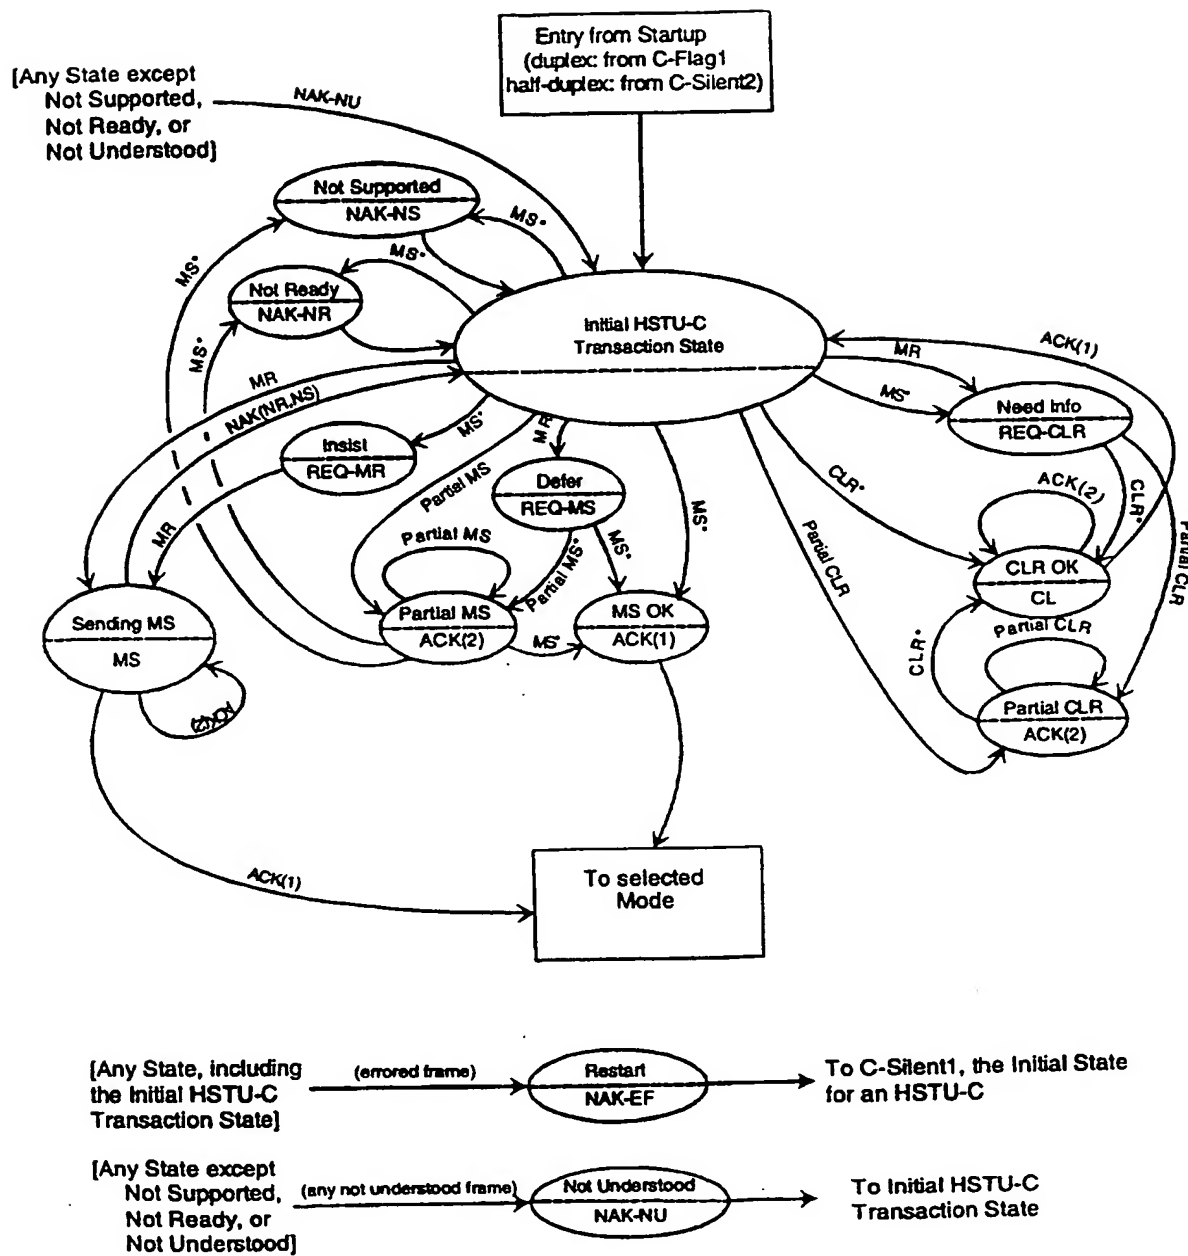 Entry from Startup
(duplex: from C-Flag1
half-duplex: from C-Silent2)
[Any State except
Not Supported,
Not Ready, or
Not Understood]
NAK-NU
Not Supported
NAK-NS
MS*
MS*
MS*
Not Ready
NAK-NR
MS*
Initial HSTU-C
Transaction State
ACK(1)
MR
MS*
Need Info
REQ-CLR
MR
NAK(NR,NS)
MS*
Insist
REQ-MR
MR
Partial MS
MR
Defer
REQ-MS
MS*
CLR*
Partial CLR
ACK(2)
CLR*
Partial CLR
Partial MS
Partial MS*
MS*
CLR OK
CL
Sending MS
MS
ACK(2)
Partial MS
ACK(2)
MS*
MS OK
ACK(1)
CLR*
Partial CLR
Partial CLR
ACK(2)
ACK(1)
To selected
Mode
[Any State, including
the Initial HSTU-C
Transaction State]
(errored frame)
Restart
NAK-EF
To C-Silent1, the Initial State
for an HSTU-C
[Any State except
Not Supported,
Not Ready, or
Not Understood]
(any not understood frame)
Not Understood
NAK-NU
To Initial HSTU-C
Transaction State